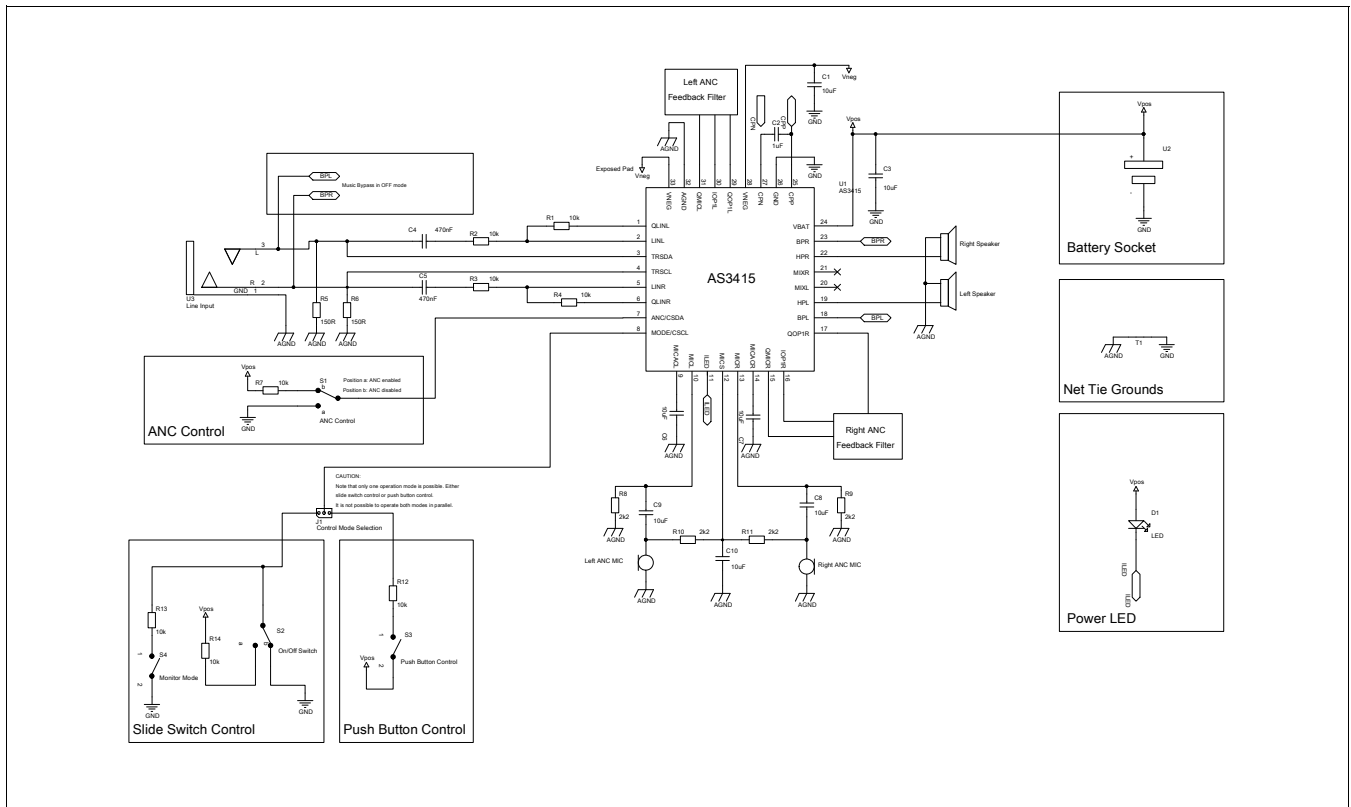 Left ANC
Feedback Filter
C1
10uF
Vneg
GND
CPN
CPP
C2
1uF
GND
Vpos
C3
10uF
GND
U1
AS3415
AGND
Exposed Pad
Vneg
33 32 31 30 29 28 27 26 25
VNEG AGND QMICL IOP1L QOP1L VNEG CPN GND CPP
AS3415
1 QLINL
2 LINL
3 TRSDA
4 TRSCL
5 LINR
6 QLINR
7 ANC/CSDA
8 MODE/CSCL
VBAT 24
BPR 23
HPR 22
MIXR 21
MIXL 20
HPL 19
BPL 18
QOP1R 17
MICACL MICL ILED MICS MICR MICACR QMICR IOP1R
9 10 11 12 13 14 15 16
BPR
BPL
Right Speaker
Left Speaker
AGND
BPL
BPR
Music Bypass in OFF mode
R1 10k
C4 470nF
R2 10k
C5
470nF
R3 10k
R4 10k
3
L
R 2
GND 1
U3
Line Input
AGND
R5
150R
AGND
R6
150R
AGND
Vpos
R7 10k
S1
b
a
Position a: ANC enabled
Position b: ANC disabled
ANC Control
GND
ANC Control
10uF
C6
AGND
ILED
10uF
C7
AGND
Right ANC
Feedback Filter
R8
2k2
AGND
C9
10uF
R10 2k2
R11 2k2
C8
10uF
R9
2k2
AGND
C10
10uF
AGND
Left ANC MIC
AGND
Right ANC MIC
AGND
CAUTION:
Note that only one operation mode is possible. Either
slide switch control or push button control.
It is not possible to operate both modes in parallel.
J1
Control Mode Selection
R13
10k
1
S4
2
Monitor Mode
GND
Vpos
R14
10k
a
b
S2
On/Off Switch
GND
Slide Switch Control
R12
10k
1
S3
2
Push Button Control
Vpos
Push Button Control
Vpos
U2
+
-
GND
Battery Socket
AGND
T1
GND
Net Tie Grounds
Vpos
D1
LED
ILED
ILED
Power LED